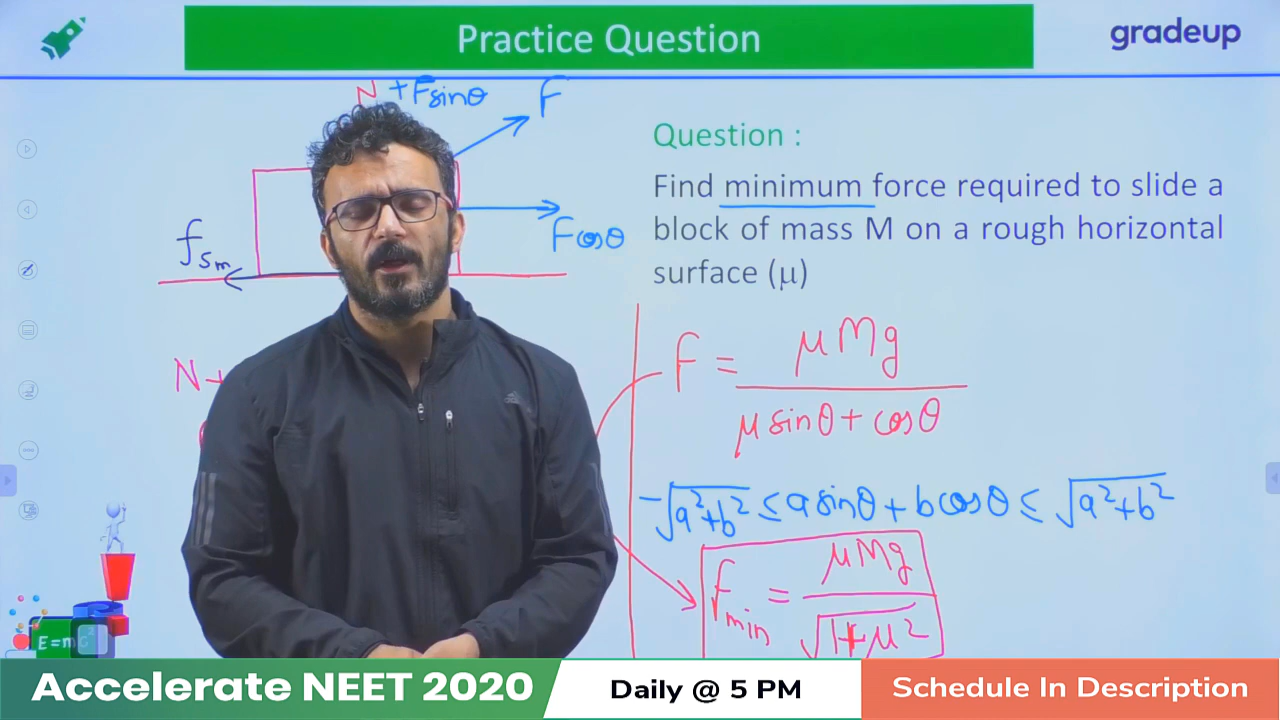 Practice Question
gradeup
N + Fsinθ
F
Question :
Find minimum force required to slide a
block of mass M on a rough horizontal
surface (μ)
fsm
Fcosθ
F = μMg / μsinθ + cosθ
N+
-√a²+b² ≤ asinθ + bcosθ ≤ √a²+b²
Fmin = μMg / √1+μ²
E=mc²
Accelerate NEET 2020
Daily @ 5 PM
Schedule In Description